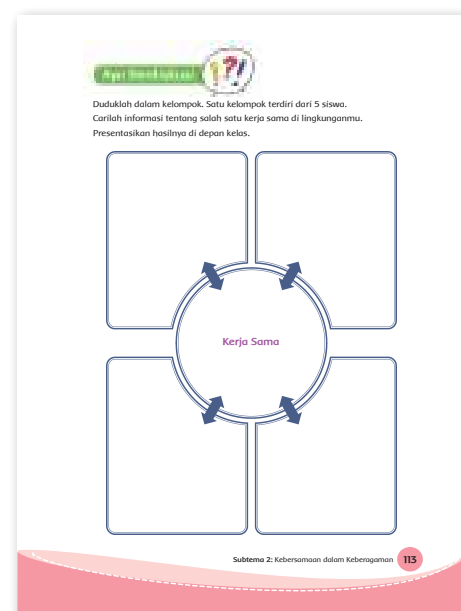 Duduklah dalam kelompok. Satu kelompok terdiri dari 5 siswa.
Carilah informasi tentang salah satu kerja sama di lingkunganmu.
Presentasikan hasilnya di depan kelas.
Kerja Sama
Subtema 2: Kebersamaan dalam Keberagaman 113